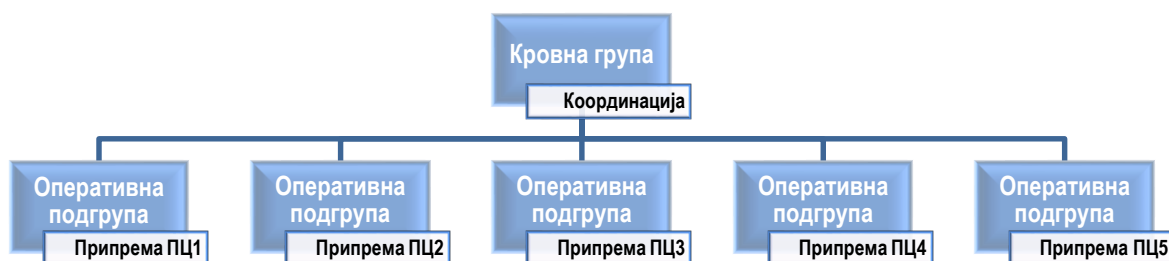 Кровна група
Координација
Оперативна
подгрупа
Припрема ПЦ1
Оперативна
подгрупа
Припрема ПЦ2
Оперативна
подгрупа
Припрема ПЦ3
Оперативна
подгрупа
Припрема ПЦ4
Оперативна
подгрупа
Припрема ПЦ5